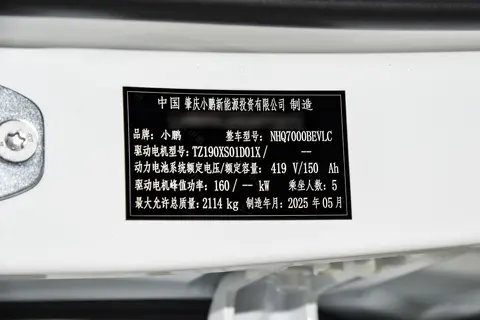 中国 肇庆小鹏新能源投资有限公司 制造
品牌:小鹏 整车型号: NHQ7000BEVLC
驱动电机型号:TZ190XS01D01X/ --
动力电池系统额定电压/额定容量: 419 V/150 Ah
驱动电机峰值功率:160/-- kW 乘坐人数:5
最大允许总质量:2114 kg 制造年月:2025 年05月